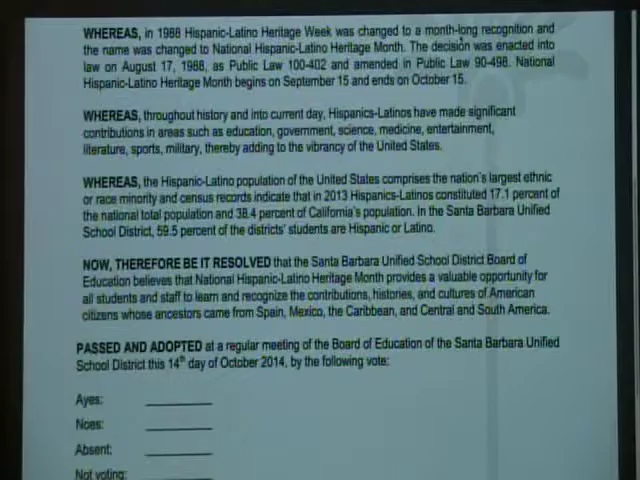 WHEREAS, in 1988 Hispanic-Latino Heritage Week was changed to a month-long recognition and
the name was changed to National Hispanic-Latino Heritage Month. The decision was enacted into
law on August 17, 1988, as Public Law 100-402 and amended in Public Law 90-498. National
Hispanic-Latino Heritage Month begins on September 15 and ends on October 15.
WHEREAS, throughout history and into current day, Hispanics-Latinos have made significant
contributions in areas such as education, government, science, medicine, entertainment,
literature, sports, military, thereby adding to the vibrancy of the United States.
WHEREAS, the Hispanic-Latino population of the United States comprises the nation's largest ethnic
or race minority and census records indicate that in 2013 Hispanics-Latinos constituted 17.1 percent of
the national total population and 38.4 percent of California's population. In the Santa Barbara Unified
School District, 59.5 percent of the districts' students are Hispanic or Latino.
NOW, THEREFORE BE IT RESOLVED that the Santa Barbara Unified School District Board of
Education believes that National Hispanic-Latino Heritage Month provides a valuable opportunity for
all students and staff to learn and recognize the contributions, histories, and cultures of American
citizens whose ancestors came from Spain, Mexico, the Caribbean, and Central and South America.
PASSED AND ADOPTED at a regular meeting of the Board of Education of the Santa Barbara Unified
School District this 14th day of October 2014, by the following vote:
Ayes:
Noes:
Absent:
Not voting: